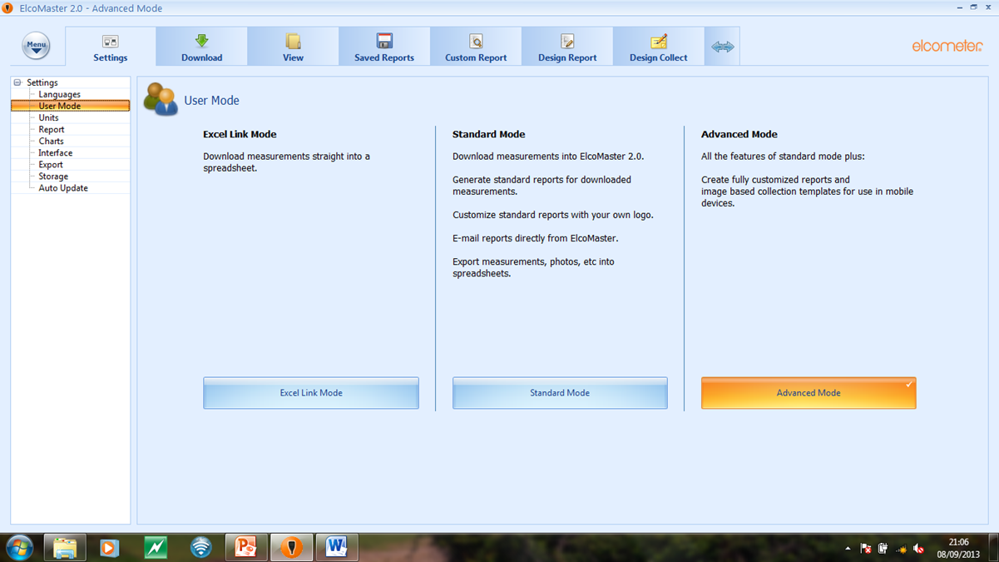 ElcoMaster 2.0 - Advanced Mode
Menu
Settings
Download
View
Saved Reports
Custom Report
Design Report
Design Collect
elcometer
Settings
Languages
User Mode
Units
Report
Charts
Interface
Export
Storage
Auto Update
User Mode
Excel Link Mode
Download measurements straight into a
spreadsheet.
Excel Link Mode
Standard Mode
Download measurements into ElcoMaster 2.0.
Generate standard reports for downloaded
measurements.
Customize standard reports with your own logo.
E-mail reports directly from ElcoMaster.
Export measurements, photos, etc into
spreadsheets.
Standard Mode
Advanced Mode
All the features of standard mode plus:
Create fully customized reports and
image based collection templates for use in mobile
devices.
Advanced Mode
P
W
21:06
08/09/2013